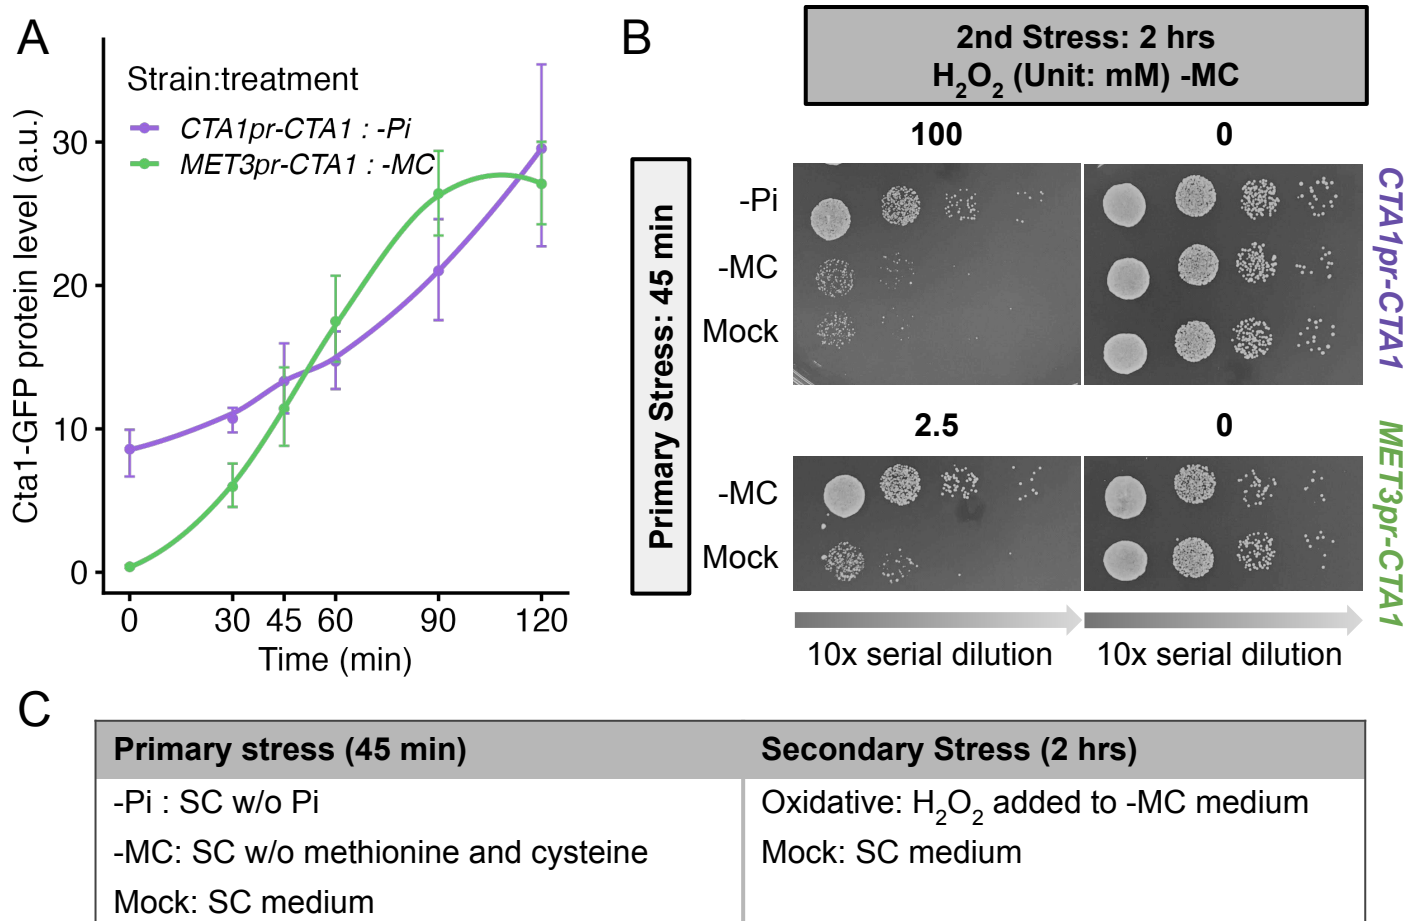 A
Strain:treatment
CTA1pr-CTA1 : -Pi
MET3pr-CTA1 : -MC
Cta1-GFP protein level (a.u.)
30
20
10
0
0 30 45 60 90 120
Time (min)
B
2nd Stress: 2 hrs
H₂O₂ (Unit: mM) -MC
100 0
Primary Stress: 45 min
-Pi
-MC
Mock
CTA1pr-CTA1
2.5 0
-MC
Mock
MET3pr-CTA1
10x serial dilution 10x serial dilution
C
Primary stress (45 min) Secondary Stress (2 hrs)
-Pi : SC w/o Pi Oxidative: H₂O₂ added to -MC medium
-MC: SC w/o methionine and cysteine Mock: SC medium
Mock: SC medium